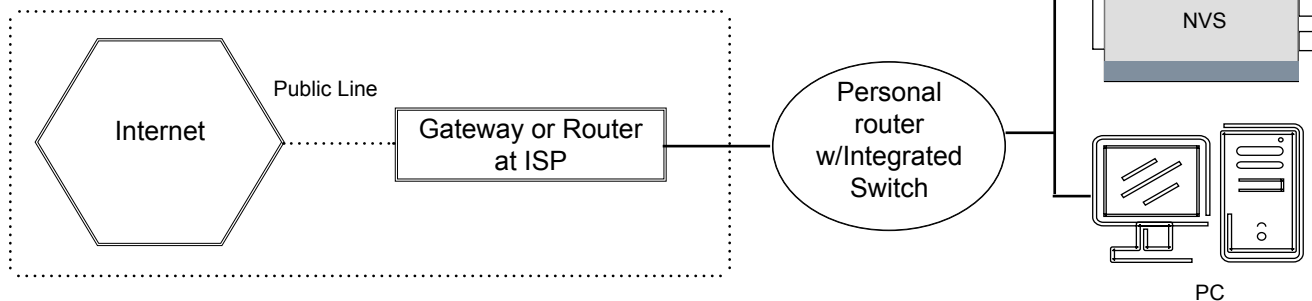 NVS
Public Line
Internet
Gateway or Router
at ISP
Personal
router
w/Integrated
Switch
PC